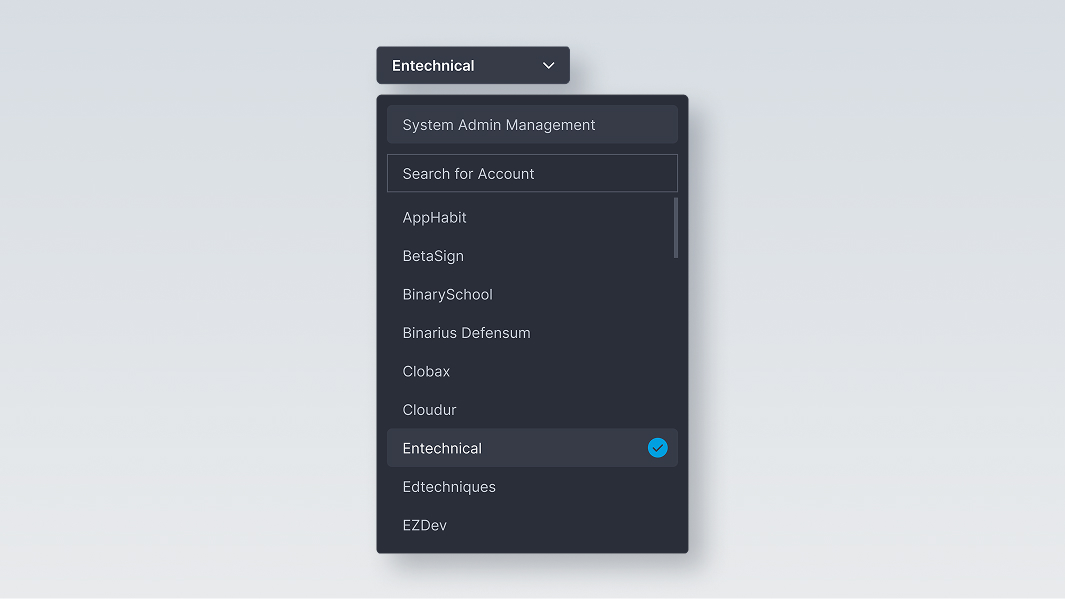 Entechnical
System Admin Management
Search for Account
AppHabit
BetaSign
BinarySchool
Binarius Defensum
Clobax
Cloudur
Entechnical
Edtechniques
EZDev